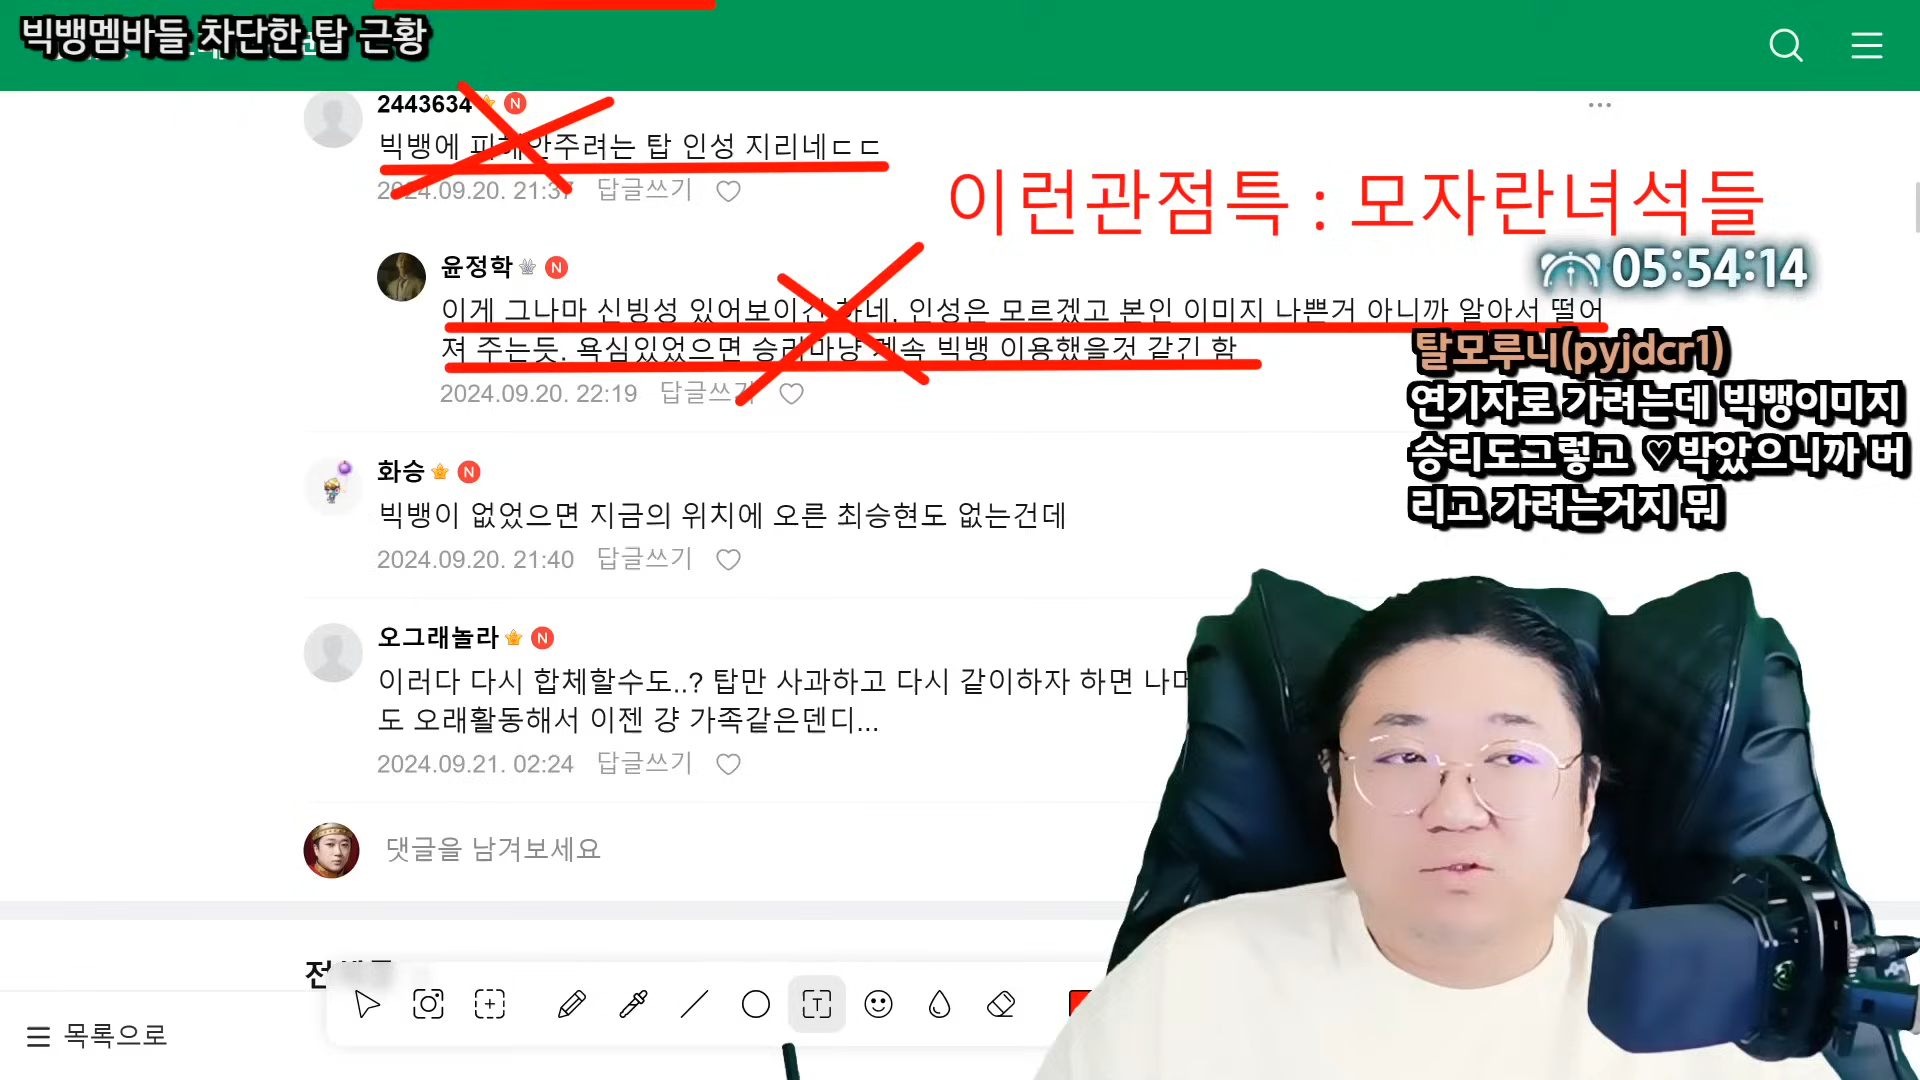 빅뱅멤바들 차단한 탑 근황
2443634 N
빅뱅에 피해안주려는 탑 인성 지리네ㄷㄷ
2024.09.20. 21:37 답글쓰기
이런관점특 : 모자란녀석들
05:54:14
윤정학 N
이게 그나마 신빙성 있어보이긴 하네. 인성은 모르겠고 본인 이미지 나쁜거 아니까 알아서 떨어
져 주는듯. 욕심있었으면 승리마냥 계속 빅뱅 이용했을것 같긴 함
2024.09.20. 22:19 답글쓰기
탈모루니(pyjdcr1)
연기자로 가려는데 빅뱅이미지
승리도그렇고 ♡박았으니까 버
리고 가려는거지 뭐
화승 N
빅뱅이 없었으면 지금의 위치에 오른 최승현도 없는건데
2024.09.20. 21:40 답글쓰기
오그래놀라 N
이러다 다시 합체할수도..? 탑만 사과하고 다시 같이하자 하면
도 오래활동해서 이젠 걍 가족같은덴디...
2024.09.21. 02:24 답글쓰기
댓글을 남겨보세요
목록으로